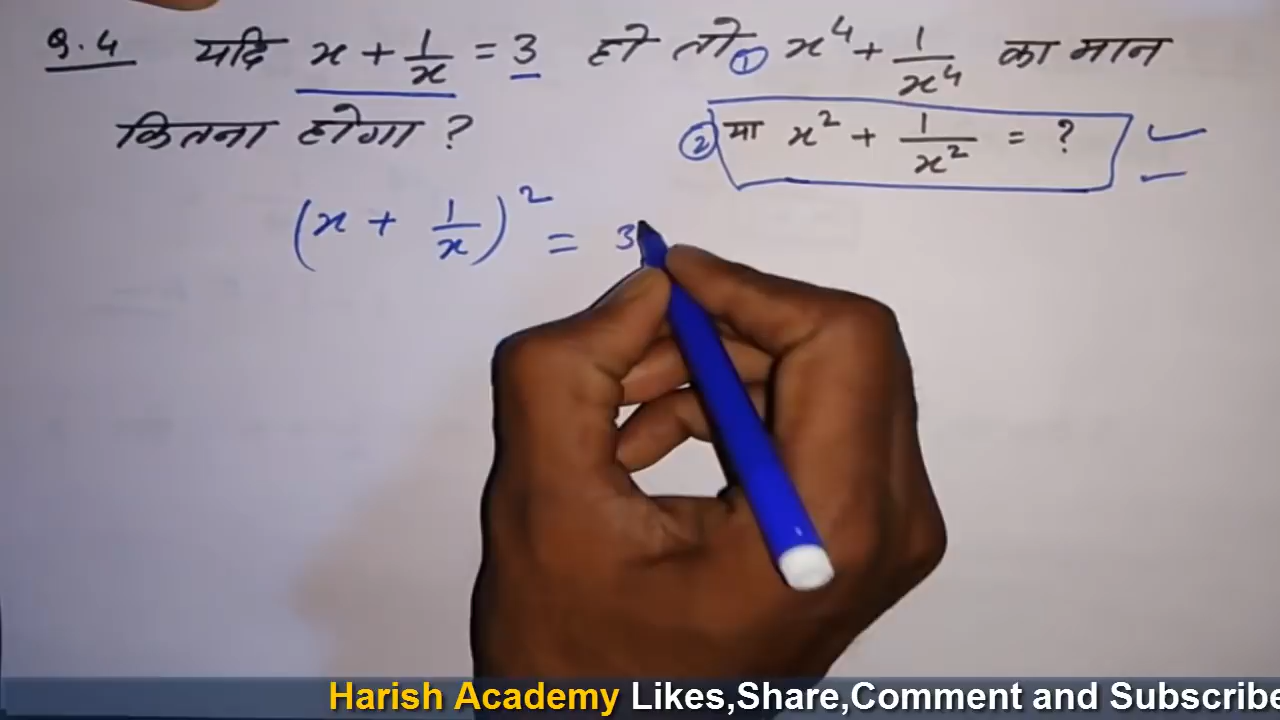 Q.4 यदि x + 1/x = 3 हो तो ① x⁴ + 1/x⁴ का मान
कितना होगा ? ② या x² + 1/x² = ?
(x + 1/x)² = 3
Harish Academy Likes,Share,Comment and Subscribe